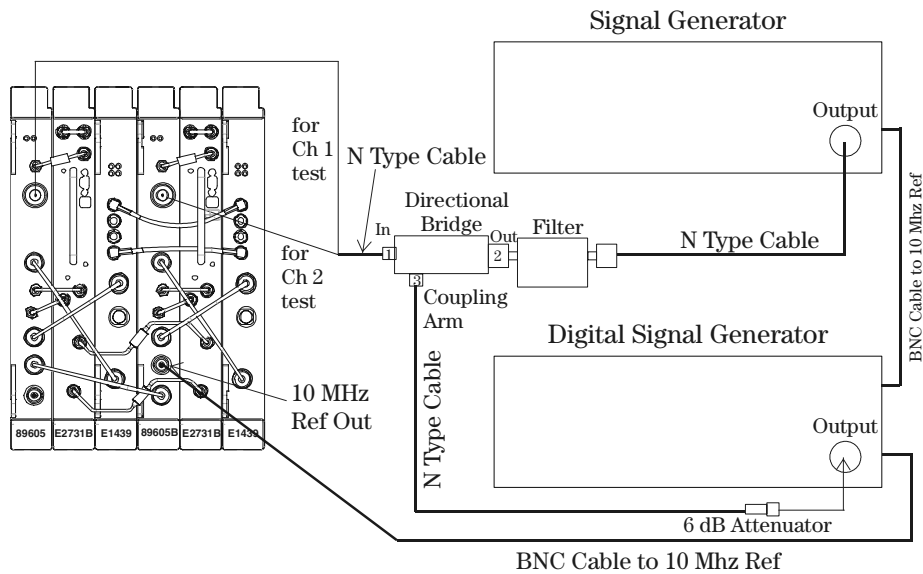 Signal Generator
Output
for
Ch 1
test
N Type Cable
Directional
Bridge
In
Out
Filter
1
2
3
N Type Cable
BNC Cable to 10 Mhz Ref
for
Ch 2
test
Coupling
Arm
N Type Cable
Digital Signal Generator
Output
10 MHz
Ref Out
89605
E2731B
E1439
89605B
E2731B
E1439
6 dB Attenuator
BNC Cable to 10 Mhz Ref